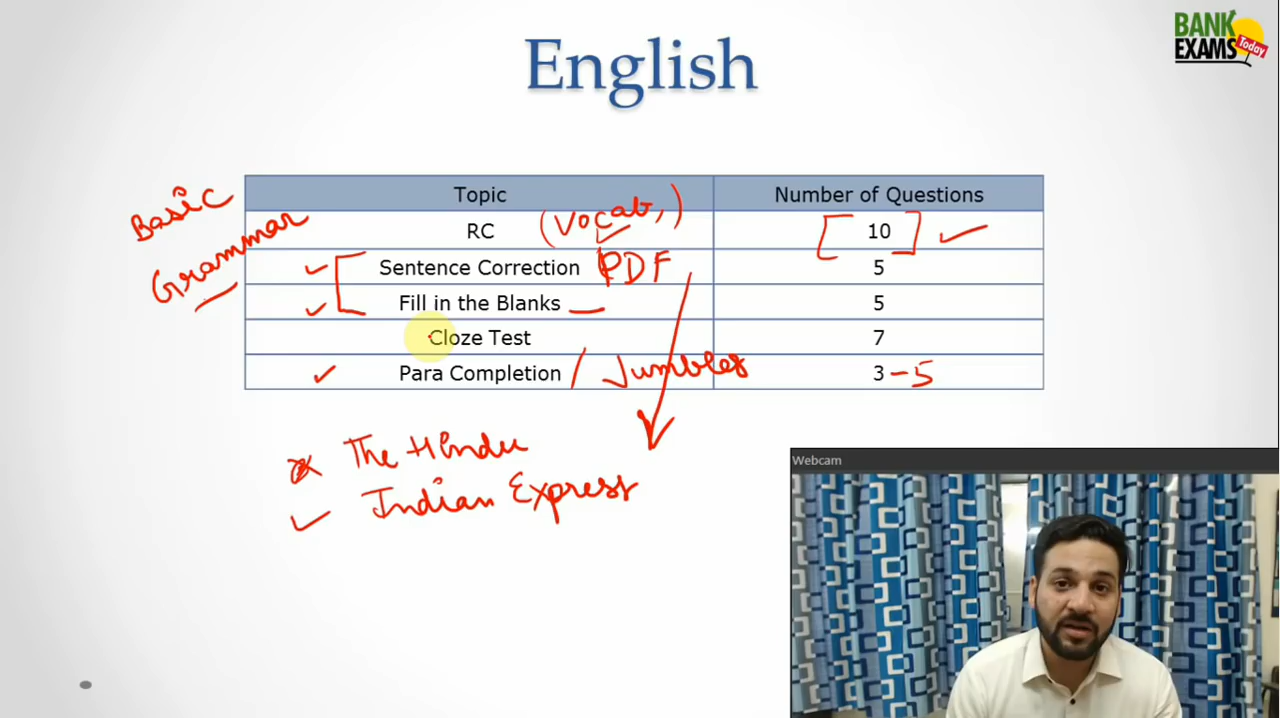 BANK
EXAMS Today
English
Basic
Grammar
Topic Number of Questions
RC (Vocab,) 10
Sentence Correction PDF 5
Fill in the Blanks 5
Cloze Test 7
Para Completion / Jumbles 3 - 5
The Hindu
Indian Express
Webcam